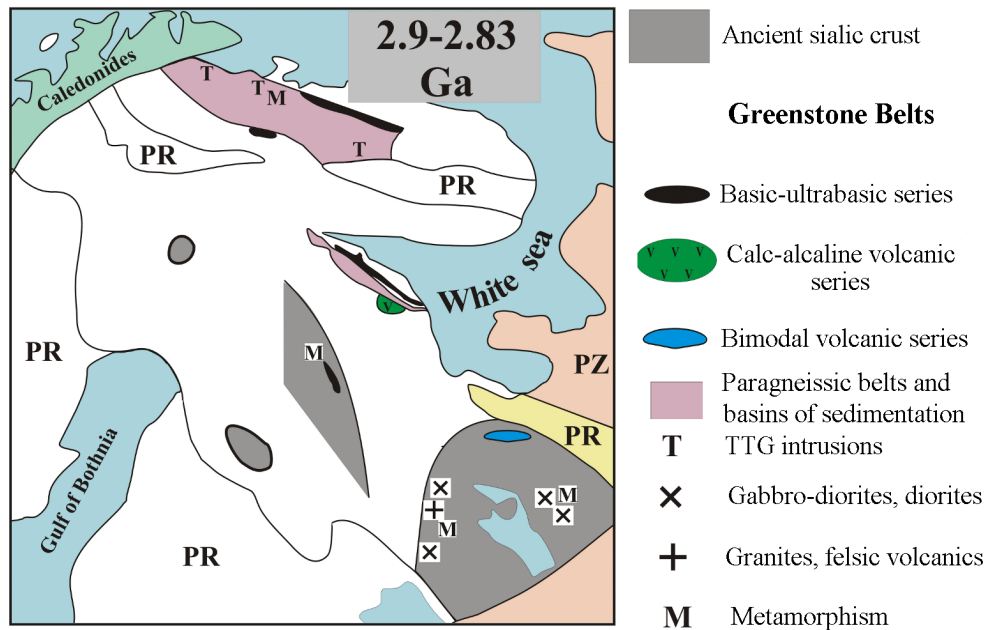 2.9-2.83
Ga
Caledonides
T
T
M
T
PR
PR
White sea
V
M
PR
PZ
PR
Gulf of Bothnia
M
M
PR
Ancient sialic crust
Greenstone Belts
Basic-ultrabasic series
V V V
V V
Calc-alcaline volcanic
series
Bimodal volcanic series
Paragneissic belts and
basins of sedimentation
T TTG intrusions
Gabbro-diorites, diorites
Granites, felsic volcanics
M Metamorphism